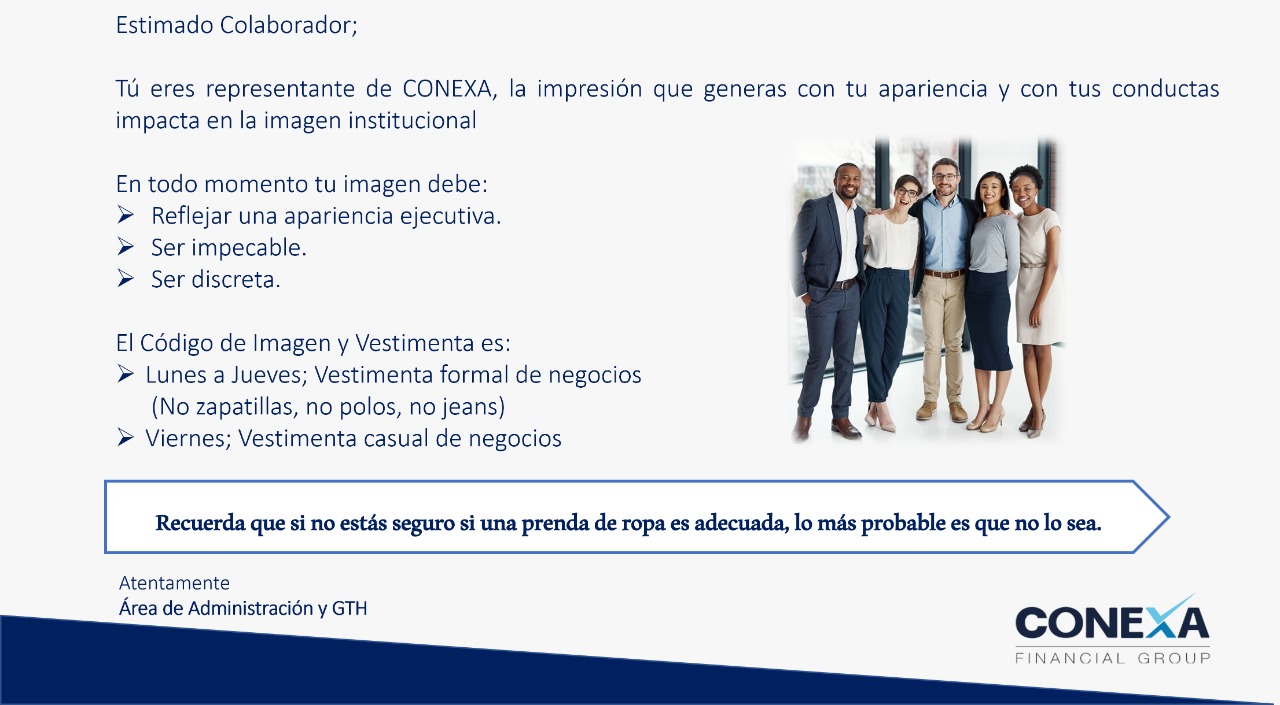 Estimado Colaborador;
Tú eres representante de CONEXA, la impresión que generas con tu apariencia y con tus conductas
impacta en la imagen institucional
En todo momento tu imagen debe:
➢ Reflejar una apariencia ejecutiva.
➢ Ser impecable.
➢ Ser discreta.
El Código de Imagen y Vestimenta es:
➢ Lunes a Jueves; Vestimenta formal de negocios
(No zapatillas, no polos, no jeans)
➢ Viernes; Vestimenta casual de negocios
Recuerda que si no estás seguro si una prenda de ropa es adecuada, lo más probable es que no lo sea.
Atentamente
Área de Administración y GTH
CONEXA
FINANCIAL GROUP